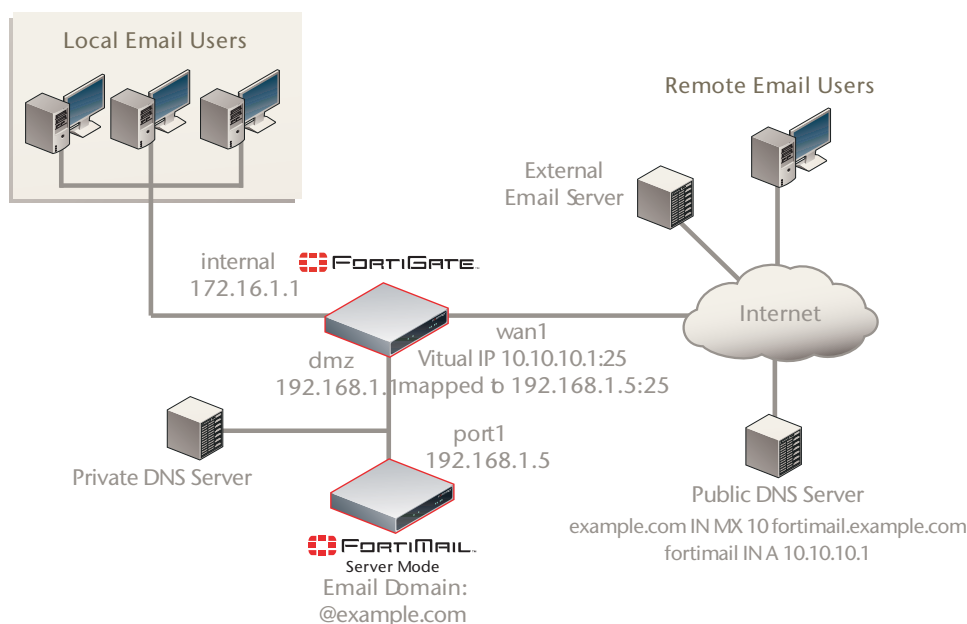 Local Email Users
Remote Email Users
External
Email Server
internal
172.16.1.1
FORTIGATE
Internet
wan1
Vitual IP 10.10.10.1:25
mapped to 192.168.1.5:25
dmz
192.168.1.1
port1
192.168.1.5
Private DNS Server
Public DNS Server
example.com IN MX 10 fortimail.example.com
fortimail IN A 10.10.10.1
FORTIMAIL
Server Mode
Email Domain:
@example.com